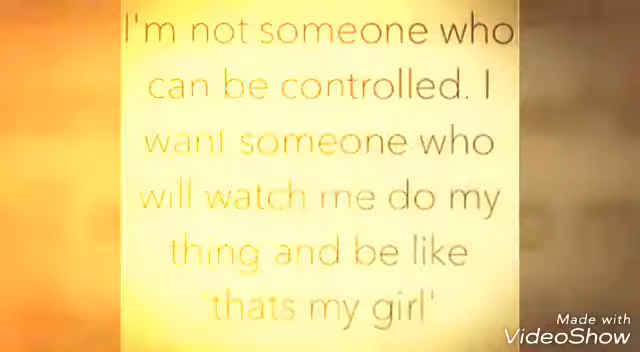 I'm not someone who
can be controlled. I
want someone who
will watch me do my
thing and be like
'thats my girl'
Made with
VideoShow